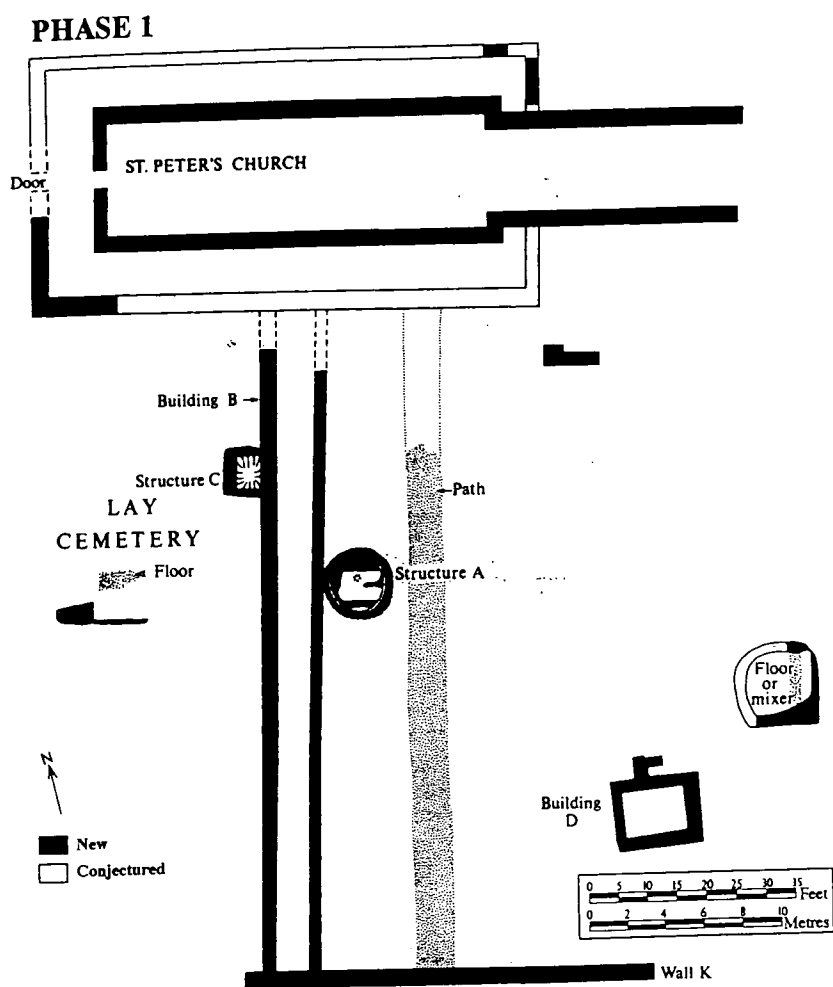 PHASE 1
ST. PETER'S CHURCH
Door
Building B
Structure C
Path
LAY
CEMETERY
Floor
Structure A
Floor
or
mixer
N
Building
D
New
Conjectured
0 5 10 15 20 25 30 35
Feet
0 2 4 6 8 10
Metres
Wall K